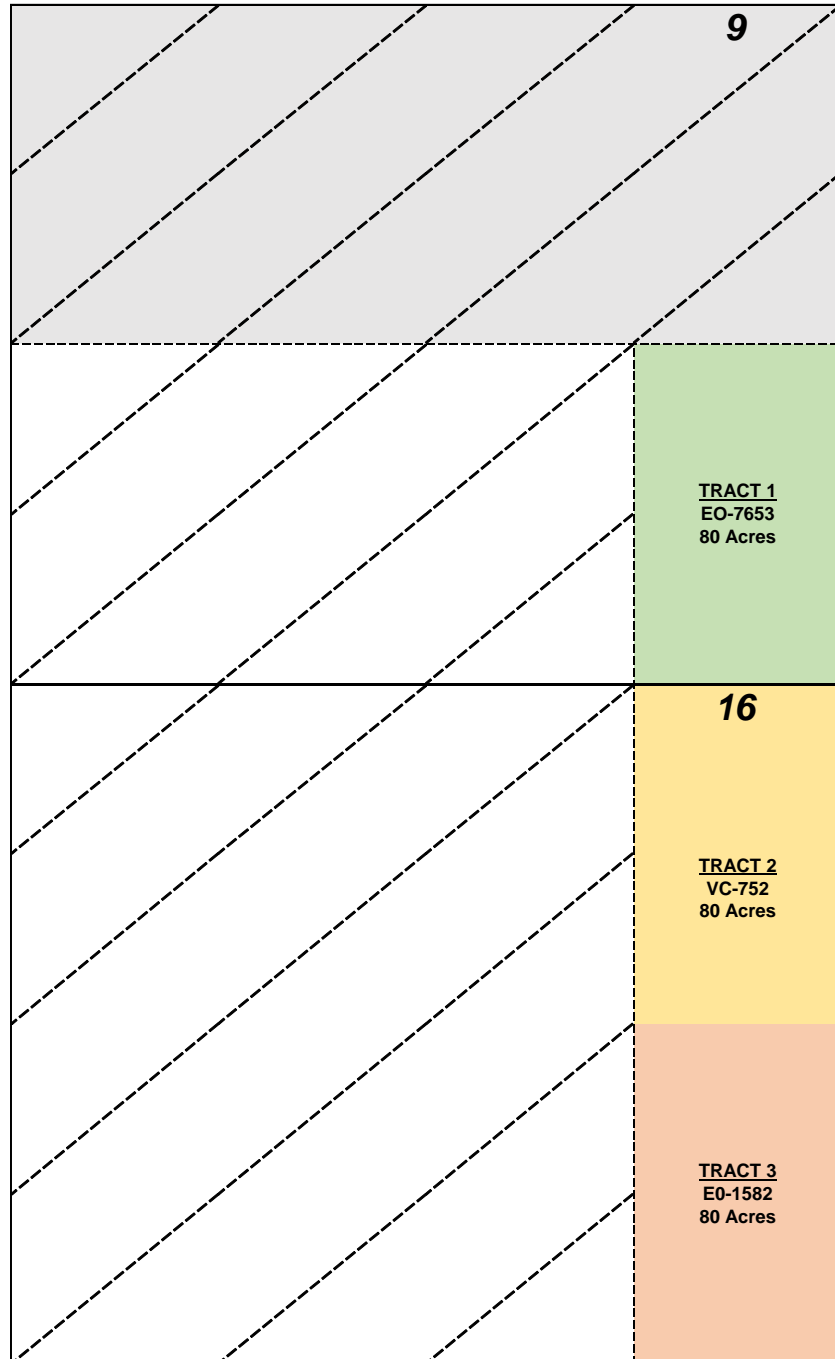 9
TRACT 1
EO-7653
80 Acres
16
TRACT 2
VC-752
80 Acres
TRACT 3
E0-1582
80 Acres